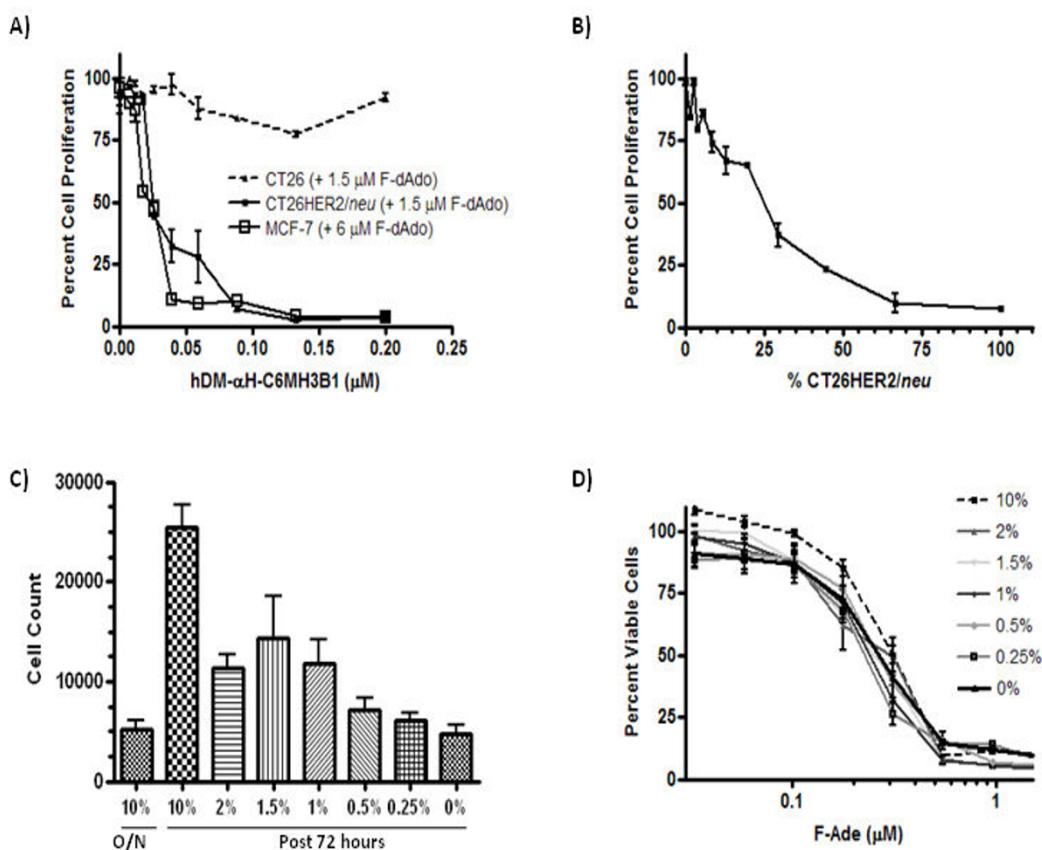 A)
Percent Cell Proliferation
100
75
50
25
0
0.00
0.05
0.10
0.15
0.20
0.25
hDM-αH-C6MH3B1 (μM)
CT26 (+ 1.5 μM F-dAdo)
CT26HER2/neu (+ 1.5 μM F-dAdo)
MCF-7 (+ 6 μM F-dAdo)
B)
Percent Cell Proliferation
100
75
50
25
0
0
25
50
75
100
% CT26HER2/neu
C)
Cell Count
30000
20000
10000
0
10%
10%
2%
1.5%
1%
0.5%
0.25%
0%
O/N
Post 72 hours
D)
Percent Viable Cells
100
75
50
25
0
0.1
1
F-Ade (μM)
10%
2%
1.5%
1%
0.5%
0.25%
0%